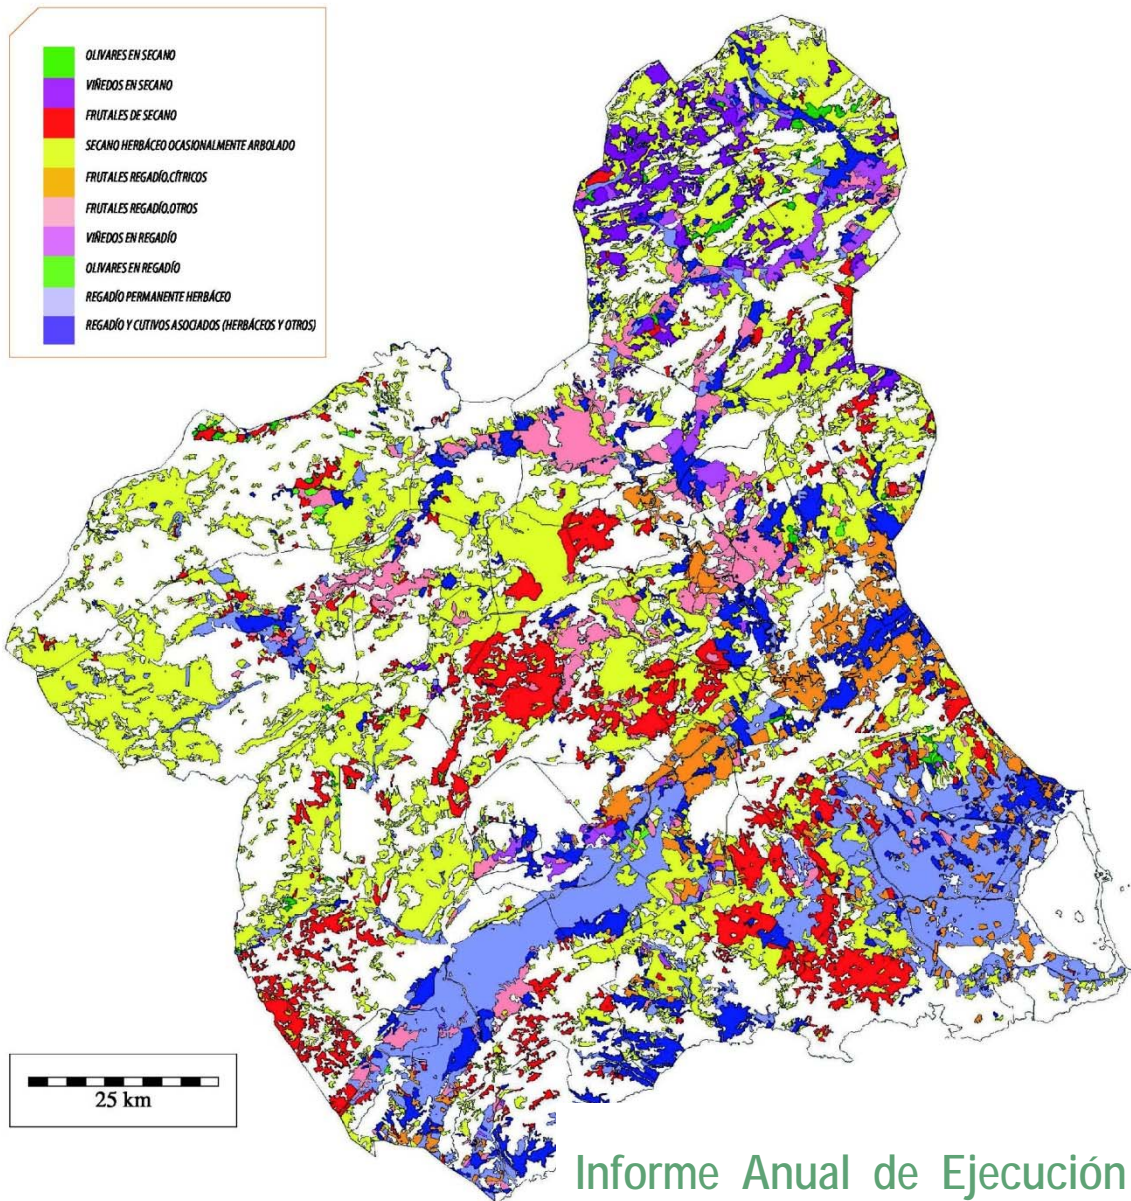 OLIVARES EN SECANO
VIÑEDOS EN SECANO
FRUTALES DE SECANO
SECANO HERBÁCEO OCASIONALMENTE ARBOLADO
FRUTALES REGADÍO,CÍTRICOS
FRUTALES REGADÍO,OTROS
VIÑEDOS EN REGADÍO
OLIVARES EN REGADÍO
REGADÍO PERMANENTE HERBÁCEO
REGADÍO Y CUTIVOS ASOCIADOS (HERBÁCEOS Y OTROS)
25 km
Informe Anual de Ejecución